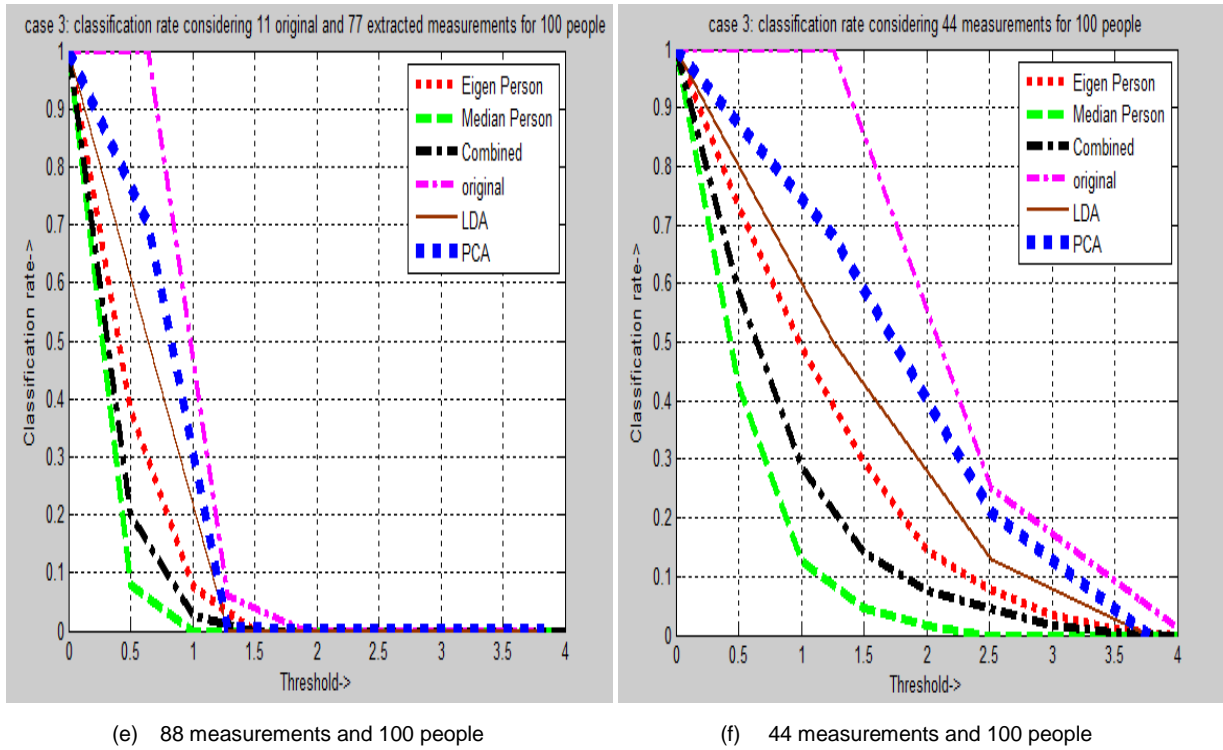 case 3: classification rate considering 11 original and 77 extracted measurements for 100 people
1
0.9
0.8
0.7
0.6
0.5
0.4
0.3
0.2
0.1
0
Classification rate->
Eigen Person
Median Person
Combined
original
LDA
PCA
0 0.5 1 1.5 2 2.5 3 3.5 4
Threshold->
(e) 88 measurements and 100 people
case 3: classification rate considering 44 measurements for 100 people
1
0.9
0.8
0.7
0.6
0.5
0.4
0.3
0.2
0.1
0
Classification rate->
Eigen Person
Median Person
Combined
original
LDA
PCA
0 0.5 1 1.5 2 2.5 3 3.5 4
Threshold->
(f) 44 measurements and 100 people